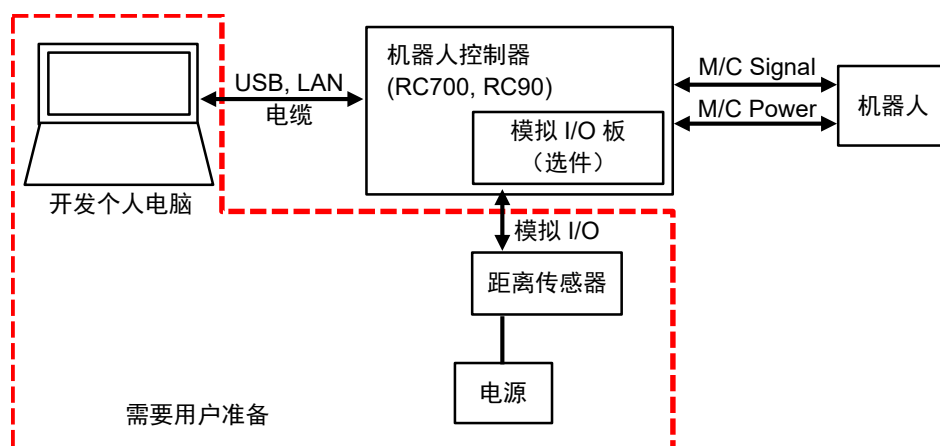 机器人控制器
(RC700, RC90)
USB, LAN
电缆
M/C Signal
M/C Power
机器人
模拟 I/O 板
（选件）
开发个人电脑
模拟 I/O
距离传感器
电源
需要用户准备